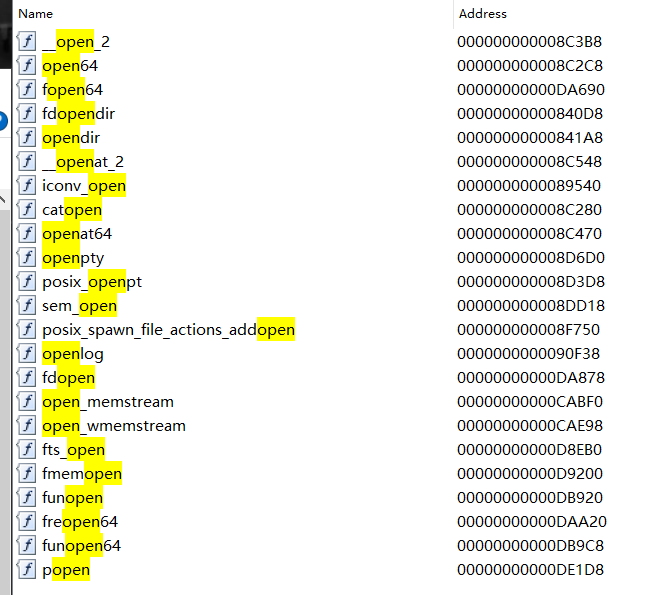 Name Address
__open_2 000000000008C3B8
open64 000000000008C2C8
fopen64 00000000000DA690
fdopendir 00000000000840D8
opendir 00000000000841A8
__openat_2 000000000008C548
iconv_open 0000000000089540
catopen 000000000008C280
openat64 000000000008C470
openpty 000000000008D6D0
posix_openpt 000000000008D3D8
sem_open 000000000008DD18
posix_spawn_file_actions_addopen 000000000008F750
openlog 0000000000090F38
fdopen 00000000000DA878
open_memstream 00000000000CABF0
open_wmemstream 00000000000CAE98
fts_open 00000000000D8EB0
fmemopen 00000000000D9200
funopen 00000000000DB920
freopen64 00000000000DAA20
funopen64 00000000000DB9C8
popen 00000000000DE1D8